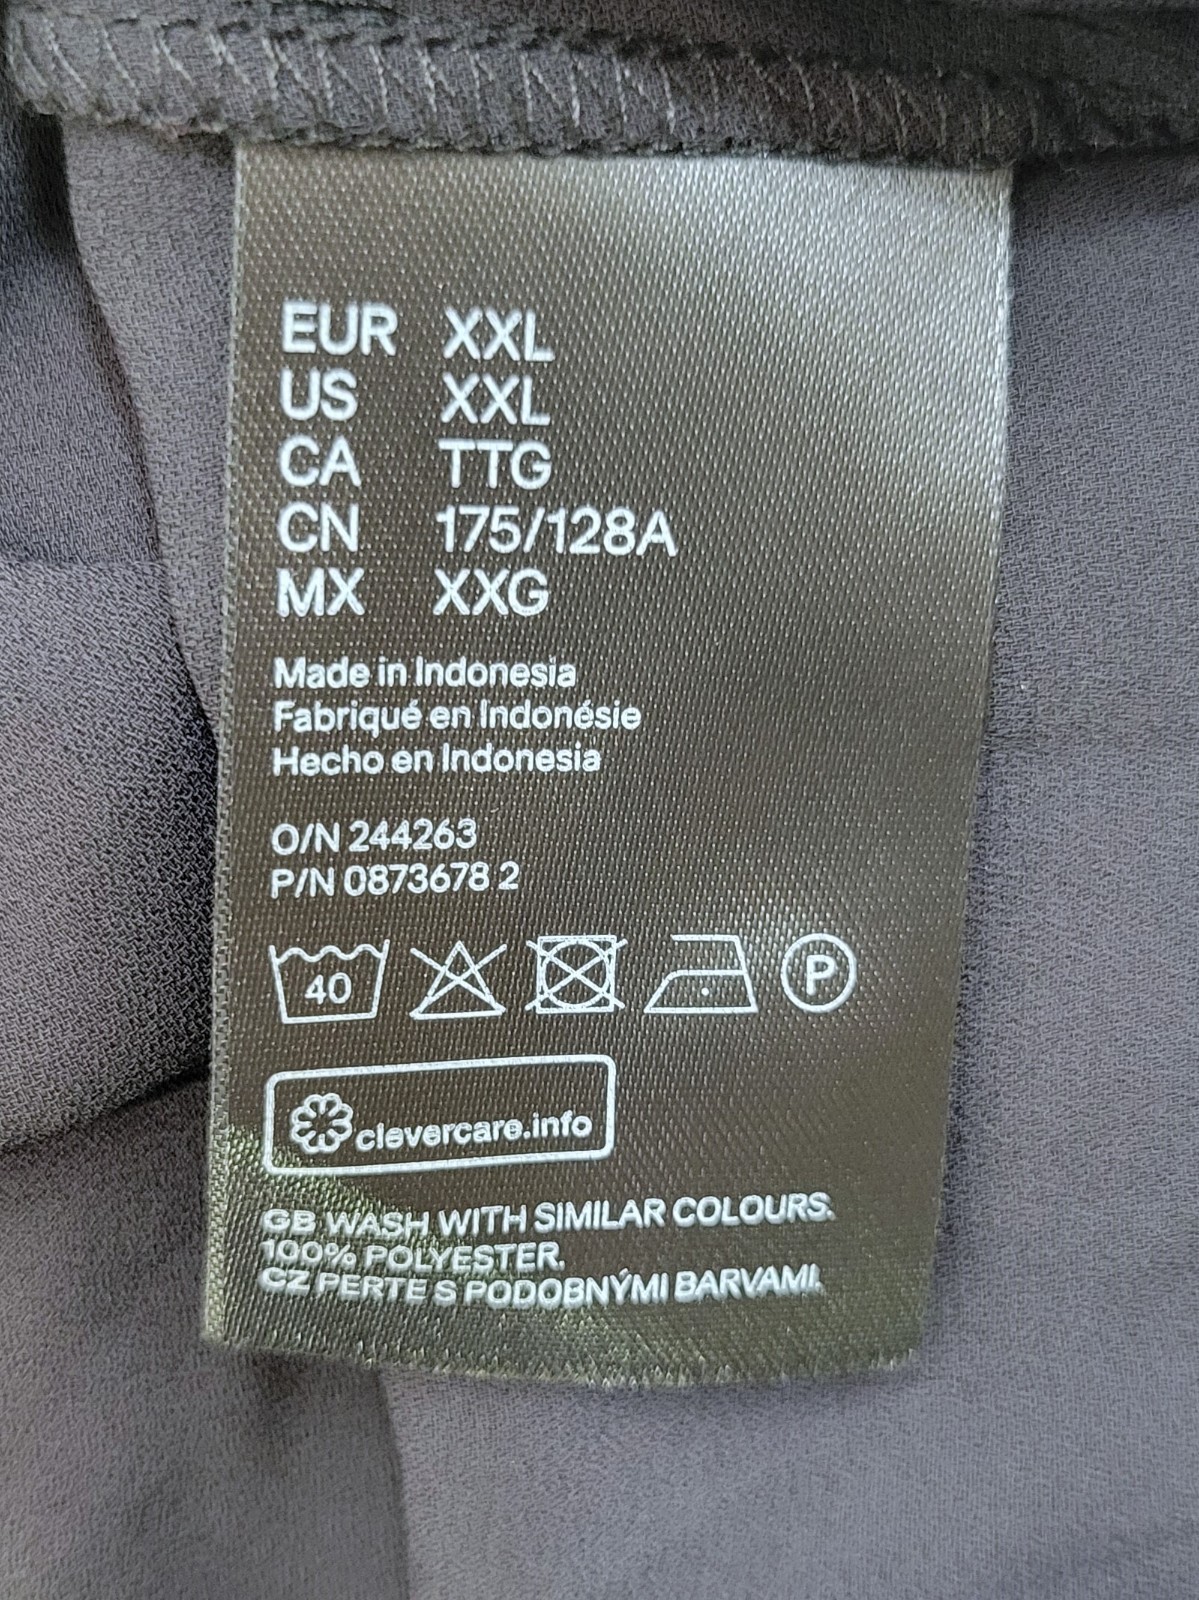 EUR XXL
US XXL
CA TTG
CN 175/128A
MX XXG
Made in Indonesia
Fabriqué en Indonésie
Hecho en Indonesia
O/N 244263
P/N 0873678 2
40 P
clevercare.info
GB WASH WITH SIMILAR COLOURS.
100% POLYESTER.
CZ PERTE S PODOBNÝMI BARVAMI.